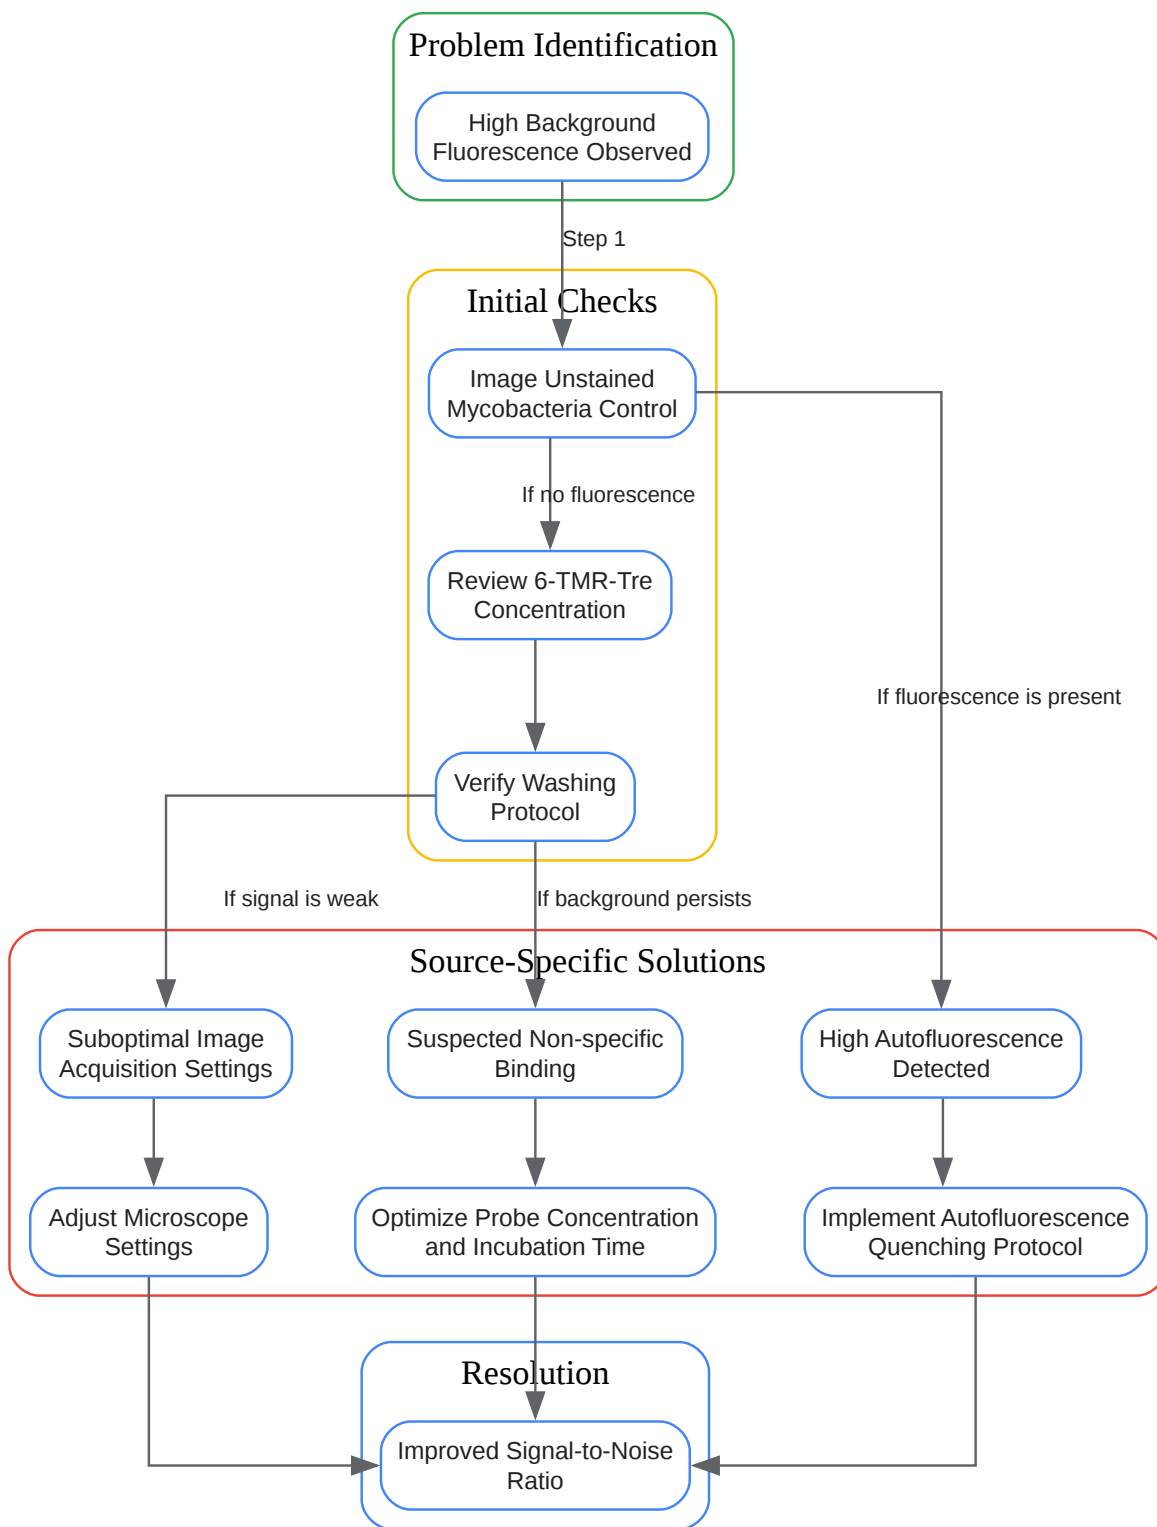 Problem Identification
High Background
Fluorescence Observed
Step 1
Initial Checks
Image Unstained
Mycobacteria Control
If no fluorescence
Review 6-TMR-Tre
Concentration
If fluorescence is present
Verify Washing
Protocol
If signal is weak
If background persists
Source-Specific Solutions
Suboptimal Image
Acquisition Settings
Suspected Non-specific
Binding
High Autofluorescence
Detected
Adjust Microscope
Settings
Optimize Probe Concentration
and Incubation Time
Implement Autofluorescence
Quenching Protocol
Resolution
Improved Signal-to-Noise
Ratio